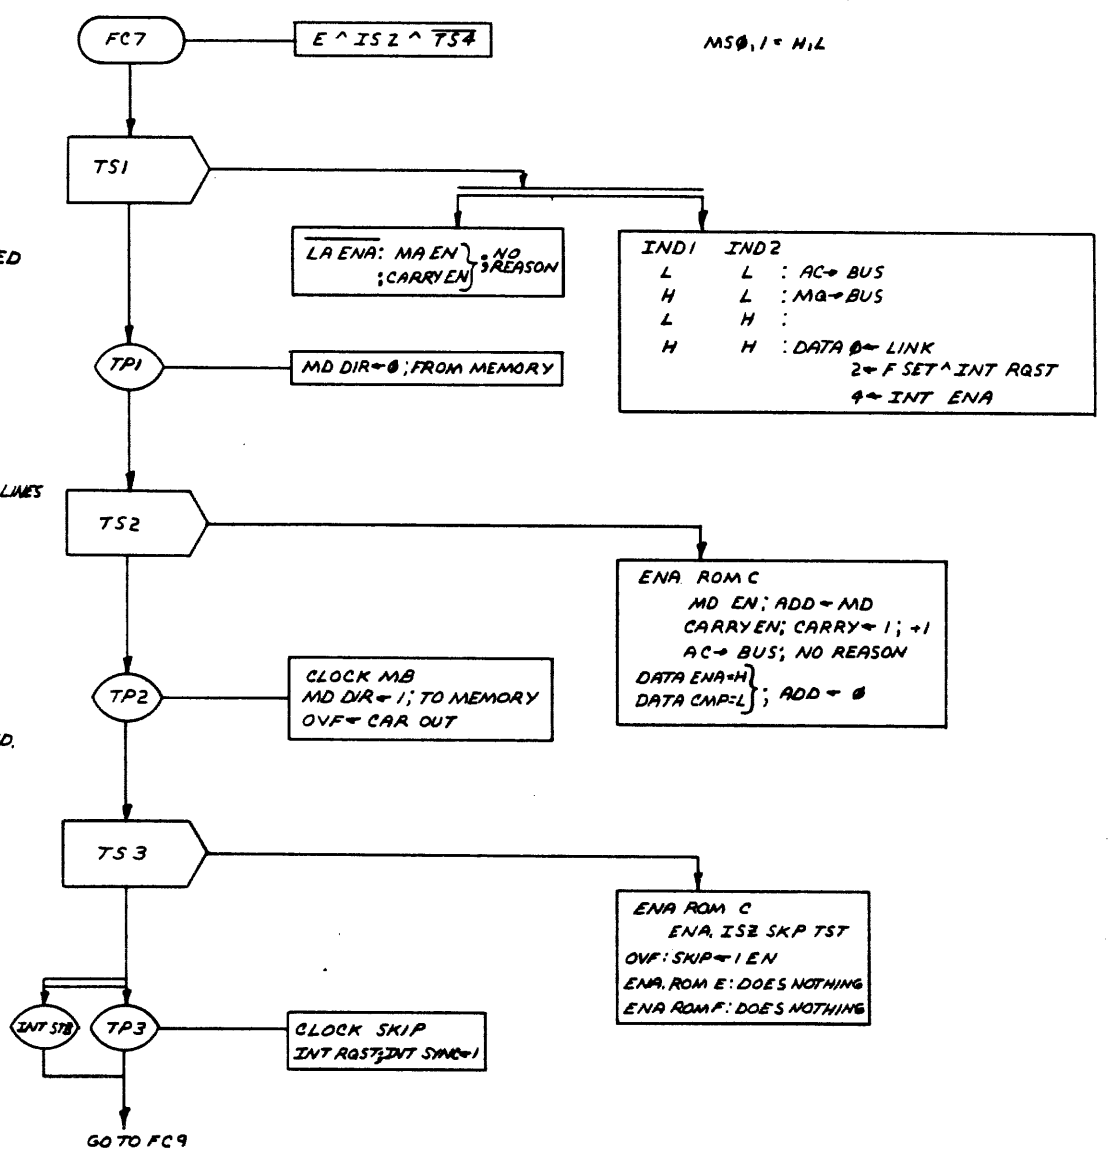 FC7
E ^ ISZ ^ TS4
MSØ,1 = H,L
TS1
ED
LA ENA: MA EN
; CARRY EN
; NO REASON
IND1 IND2
L L : AC→ BUS
H L : MQ→BUS
L H :
H H : DATA Ø← LINK
2← F SET ^ INT RQST
4← INT ENA
TP1
MD DIR←Ø; FROM MEMORY
LINES
TS2
ENA ROM C
MD EN; ADD ← MD
CARRYEN; CARRY← 1; +1
AC→ BUS; NO REASON
DATA ENA=H
DATA CMP=L
; ADD ← Ø
TP2
CLOCK MB
MD DIR← 1; TO MEMORY
OVF← CAR OUT
D.
TS3
ENA ROM C
ENA. ISZ SKP TST
OVF: SKIP←1 EN
ENA. ROM E: DOES NOTHING
ENA ROM F: DOES NOTHING
INT STB
TP3
CLOCK SKIP
INT RQST; INT SYNC←1
GO TO FC9